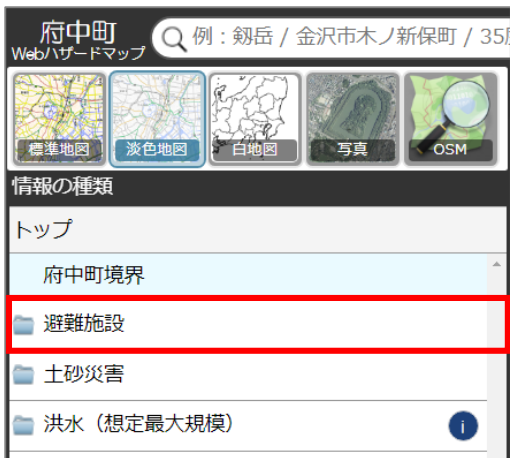 府中町
Webハザードマップ
例：剱岳 / 金沢市木ノ新保町 / 35
標準地図 淡色地図 白地図 写真 OSM
情報の種類
トップ
府中町境界
避難施設
土砂災害
洪水（想定最大規模）
i